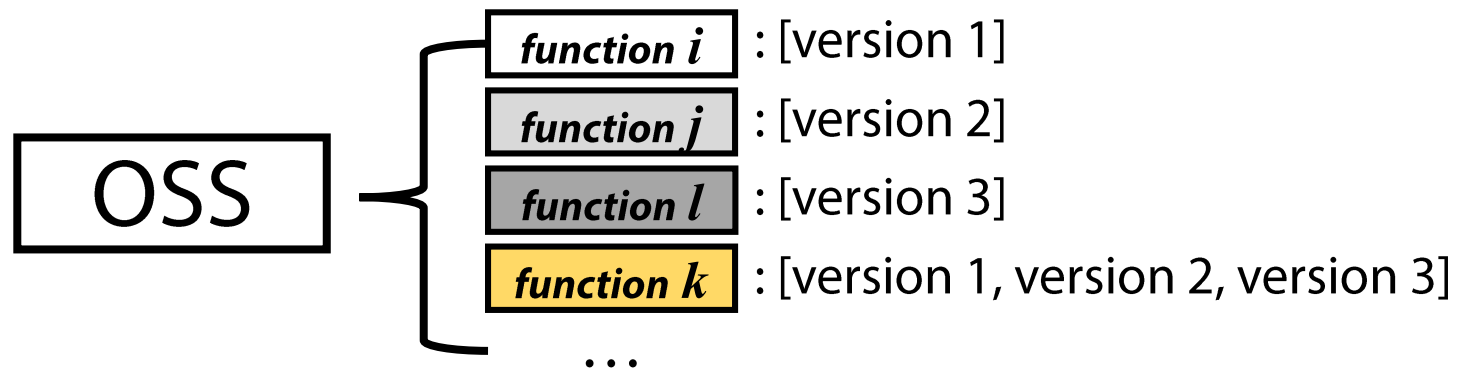 function i : [version 1]
function j : [version 2]
OSS
function l : [version 3]
function k : [version 1, version 2, version 3]
...